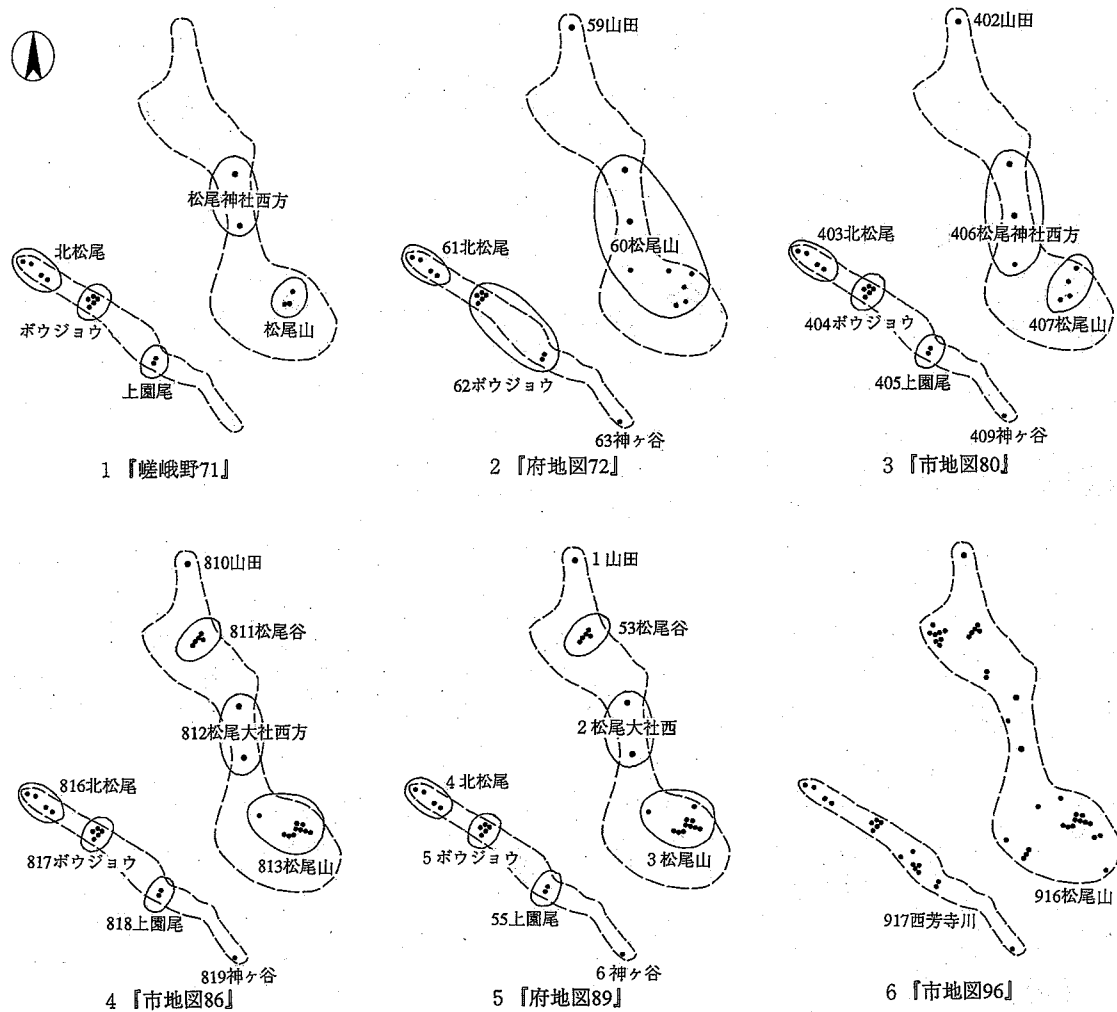 松尾神社西方
北松尾
ボウジョウ
松尾山
上園尾
1 『嵯峨野71』
59山田
60松尾山
61北松尾
62ボウジョウ
63神ヶ谷
2 『府地図72』
402山田
403北松尾
406松尾神社西方
404ボウジョウ
407松尾山
405上園尾
409神ヶ谷
3 『市地図80』
810山田
811松尾谷
812松尾大社西方
816北松尾
817ボウジョウ
813松尾山
818上園尾
819神ヶ谷
4 『市地図86』
1山田
53松尾谷
2松尾大社西
4北松尾
5ボウジョウ
3松尾山
55上園尾
6神ヶ谷
5 『府地図89』
916松尾山
917西芳寺川
6 『市地図96』